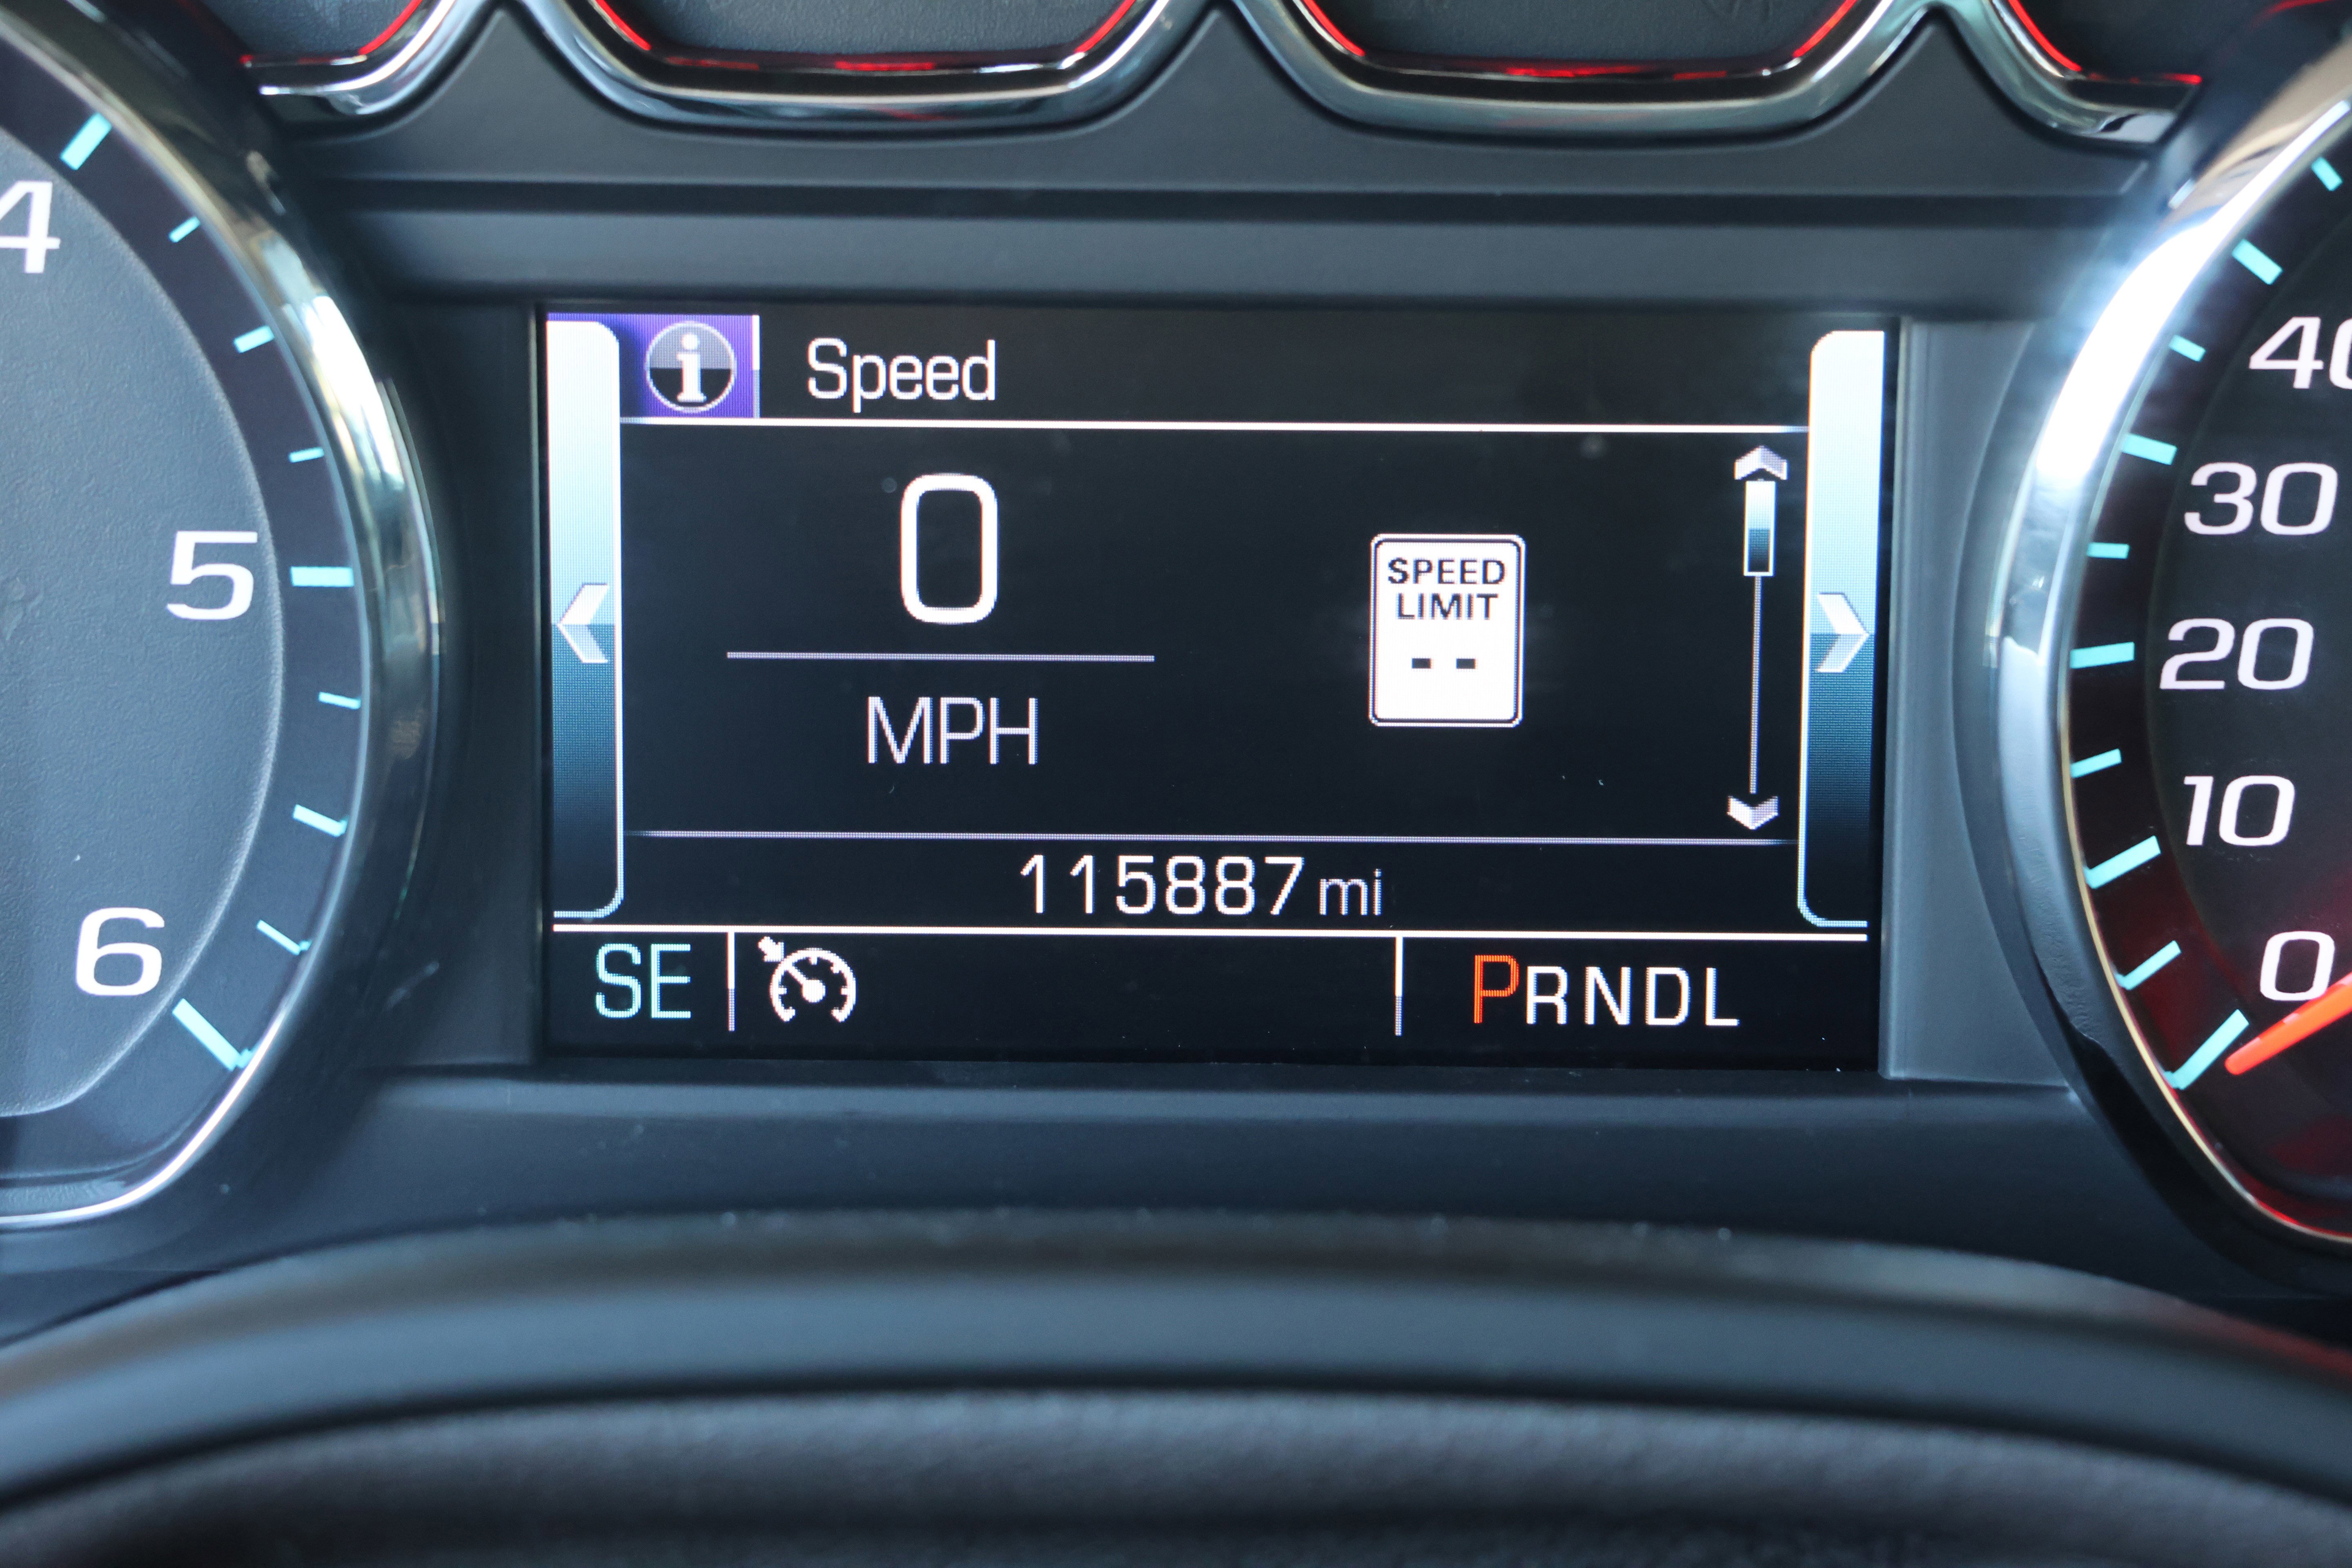 Speed
0
MPH
SPEED
LIMIT
--
115887 mi
SE
PRNDL
4
5
6
40
30
20
10
0